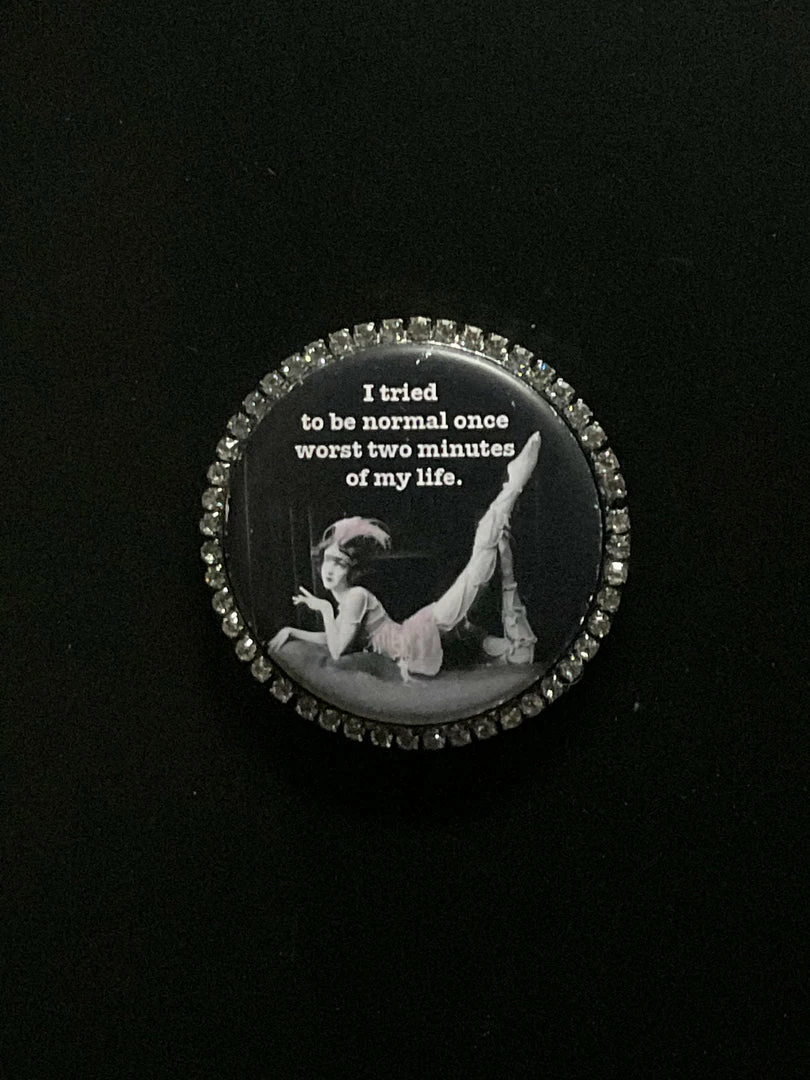 I tried
to be normal once
worst two minutes
of my life.